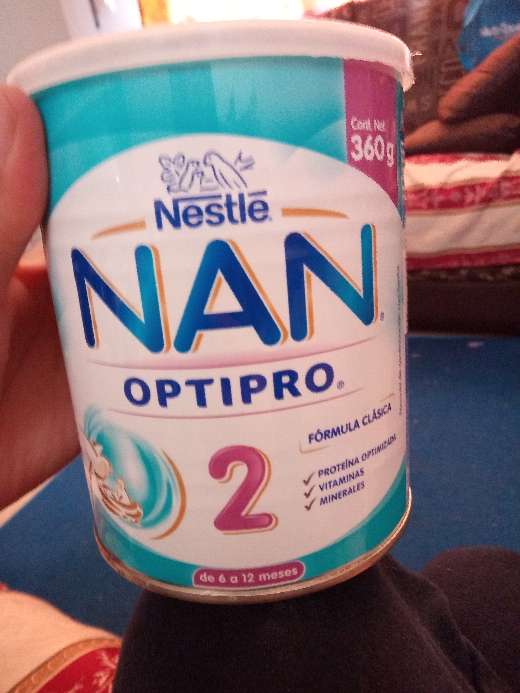 Cont. Net.
360g
Nestlé®
NAN®
OPTIPRO®
FÓRMULA CLÁSICA
2
PROTEÍNA OPTIMIZADA
VITAMINAS
MINERALES
de 6 a 12 meses